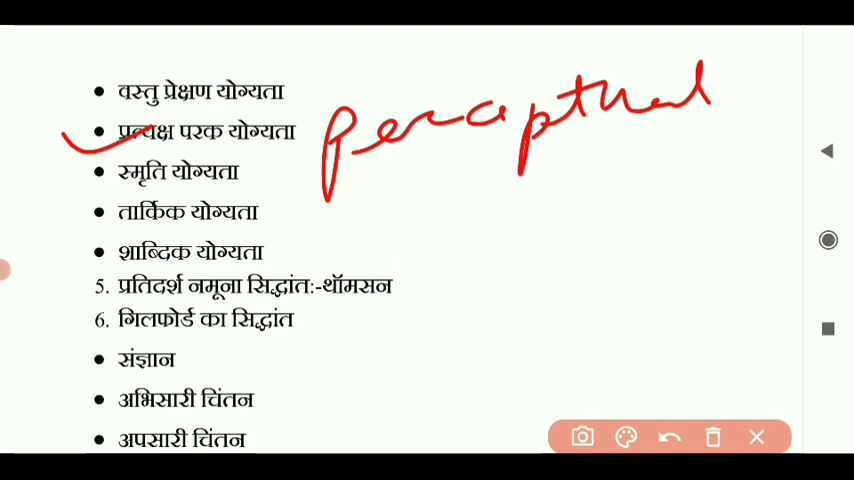 • वस्तु प्रेक्षण योग्यता
• प्रत्यक्ष परक योग्यता
perapthual
• स्मृति योग्यता
• तार्किक योग्यता
• शाब्दिक योग्यता
5. प्रतिदर्श नमूना सिद्धांत:-थॉमसन
6. गिलफोर्ड का सिद्धांत
• संज्ञान
• अभिसारी चिंतन
• अपसारी चिंतन